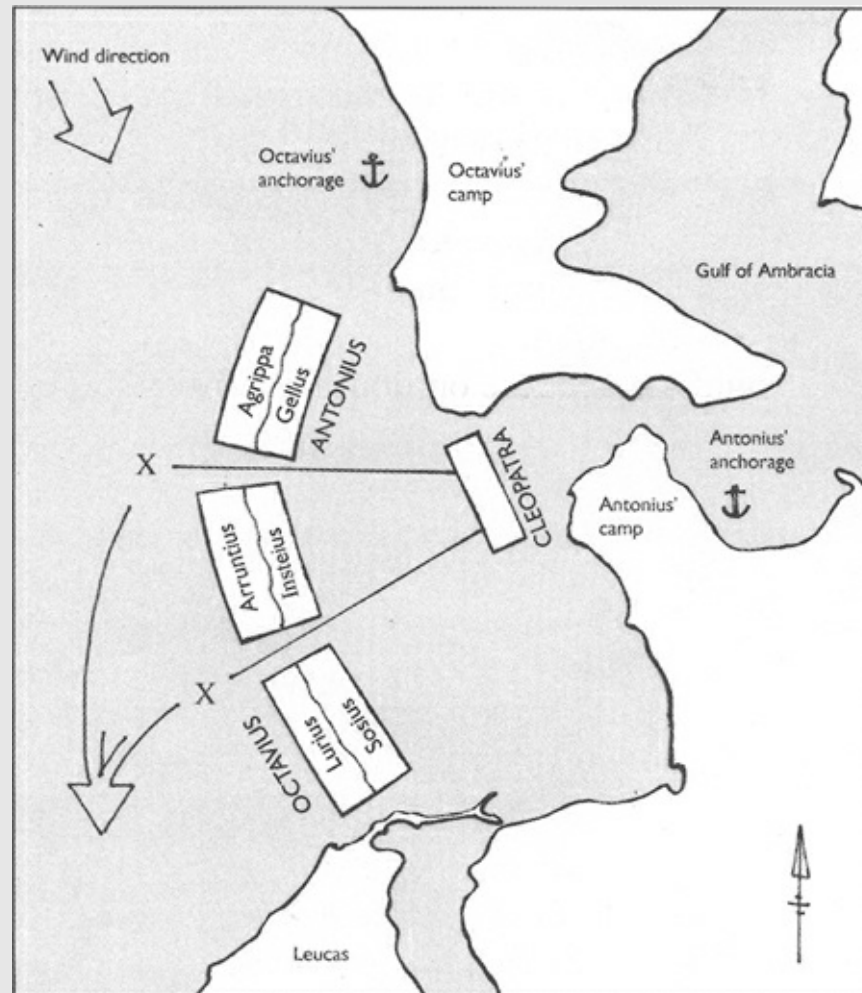 Wind direction
Octavius'
anchorage
Octavius'
camp
Gulf of Ambracia
Agrippa
Gellus
ANTONIUS
Antonius'
anchorage
X
CLEOPATRA
Antonius'
camp
Arruntius
Insteius
X
OCTAVIUS
Lurius
Sosius
Leucas